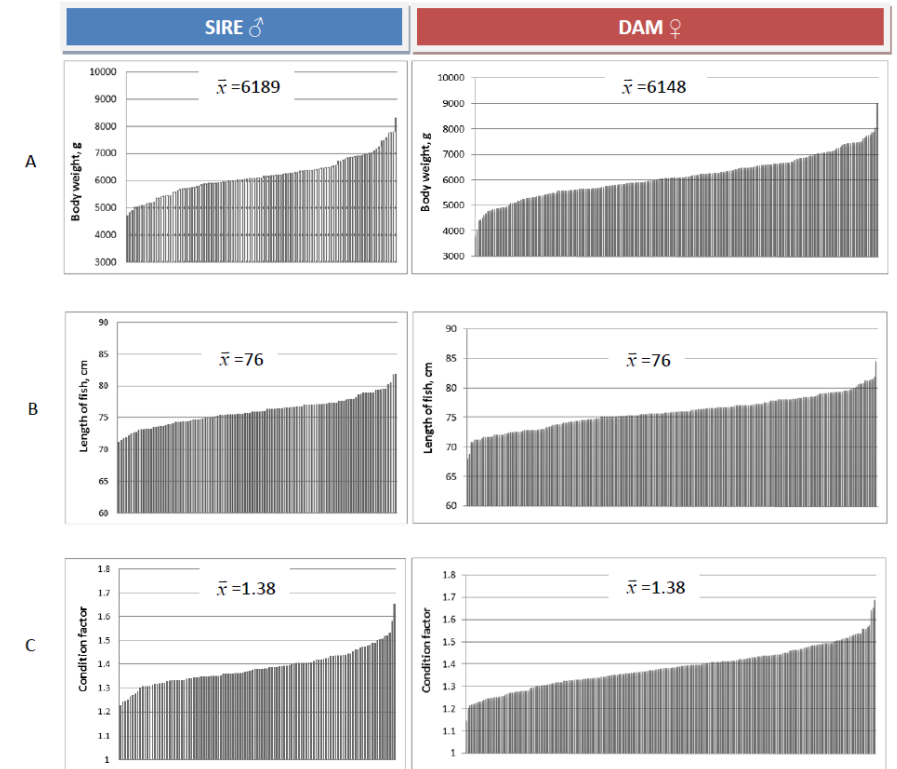 SIRE ♂
DAM ♀
A
Body weight, g
10000
9000
8000
7000
6000
5000
4000
3000
x̄ =6189
Body weight, g
10000
9000
8000
7000
6000
5000
4000
3000
x̄ =6148
B
Length of fish, cm
90
85
80
75
70
65
60
x̄ =76
Length of fish, cm
90
85
80
75
70
65
60
x̄ =76
C
Condition factor
1.8
1.7
1.6
1.5
1.4
1.3
1.2
1.1
1
x̄ =1.38
Condition factor
1.8
1.7
1.6
1.5
1.4
1.3
1.2
1.1
1
x̄ =1.38